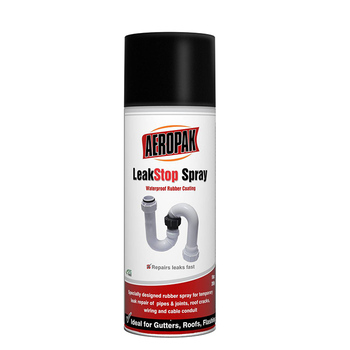 AEROPAK
LeakStop Spray
Waterproof Rubber Coating
Repairs leaks fast
Specially designed rubber spray for temporary
leak repair of pipes & joints, roof cracks,
wiring and cable conduit
Ideal for Gutters, Roofs, Flashing